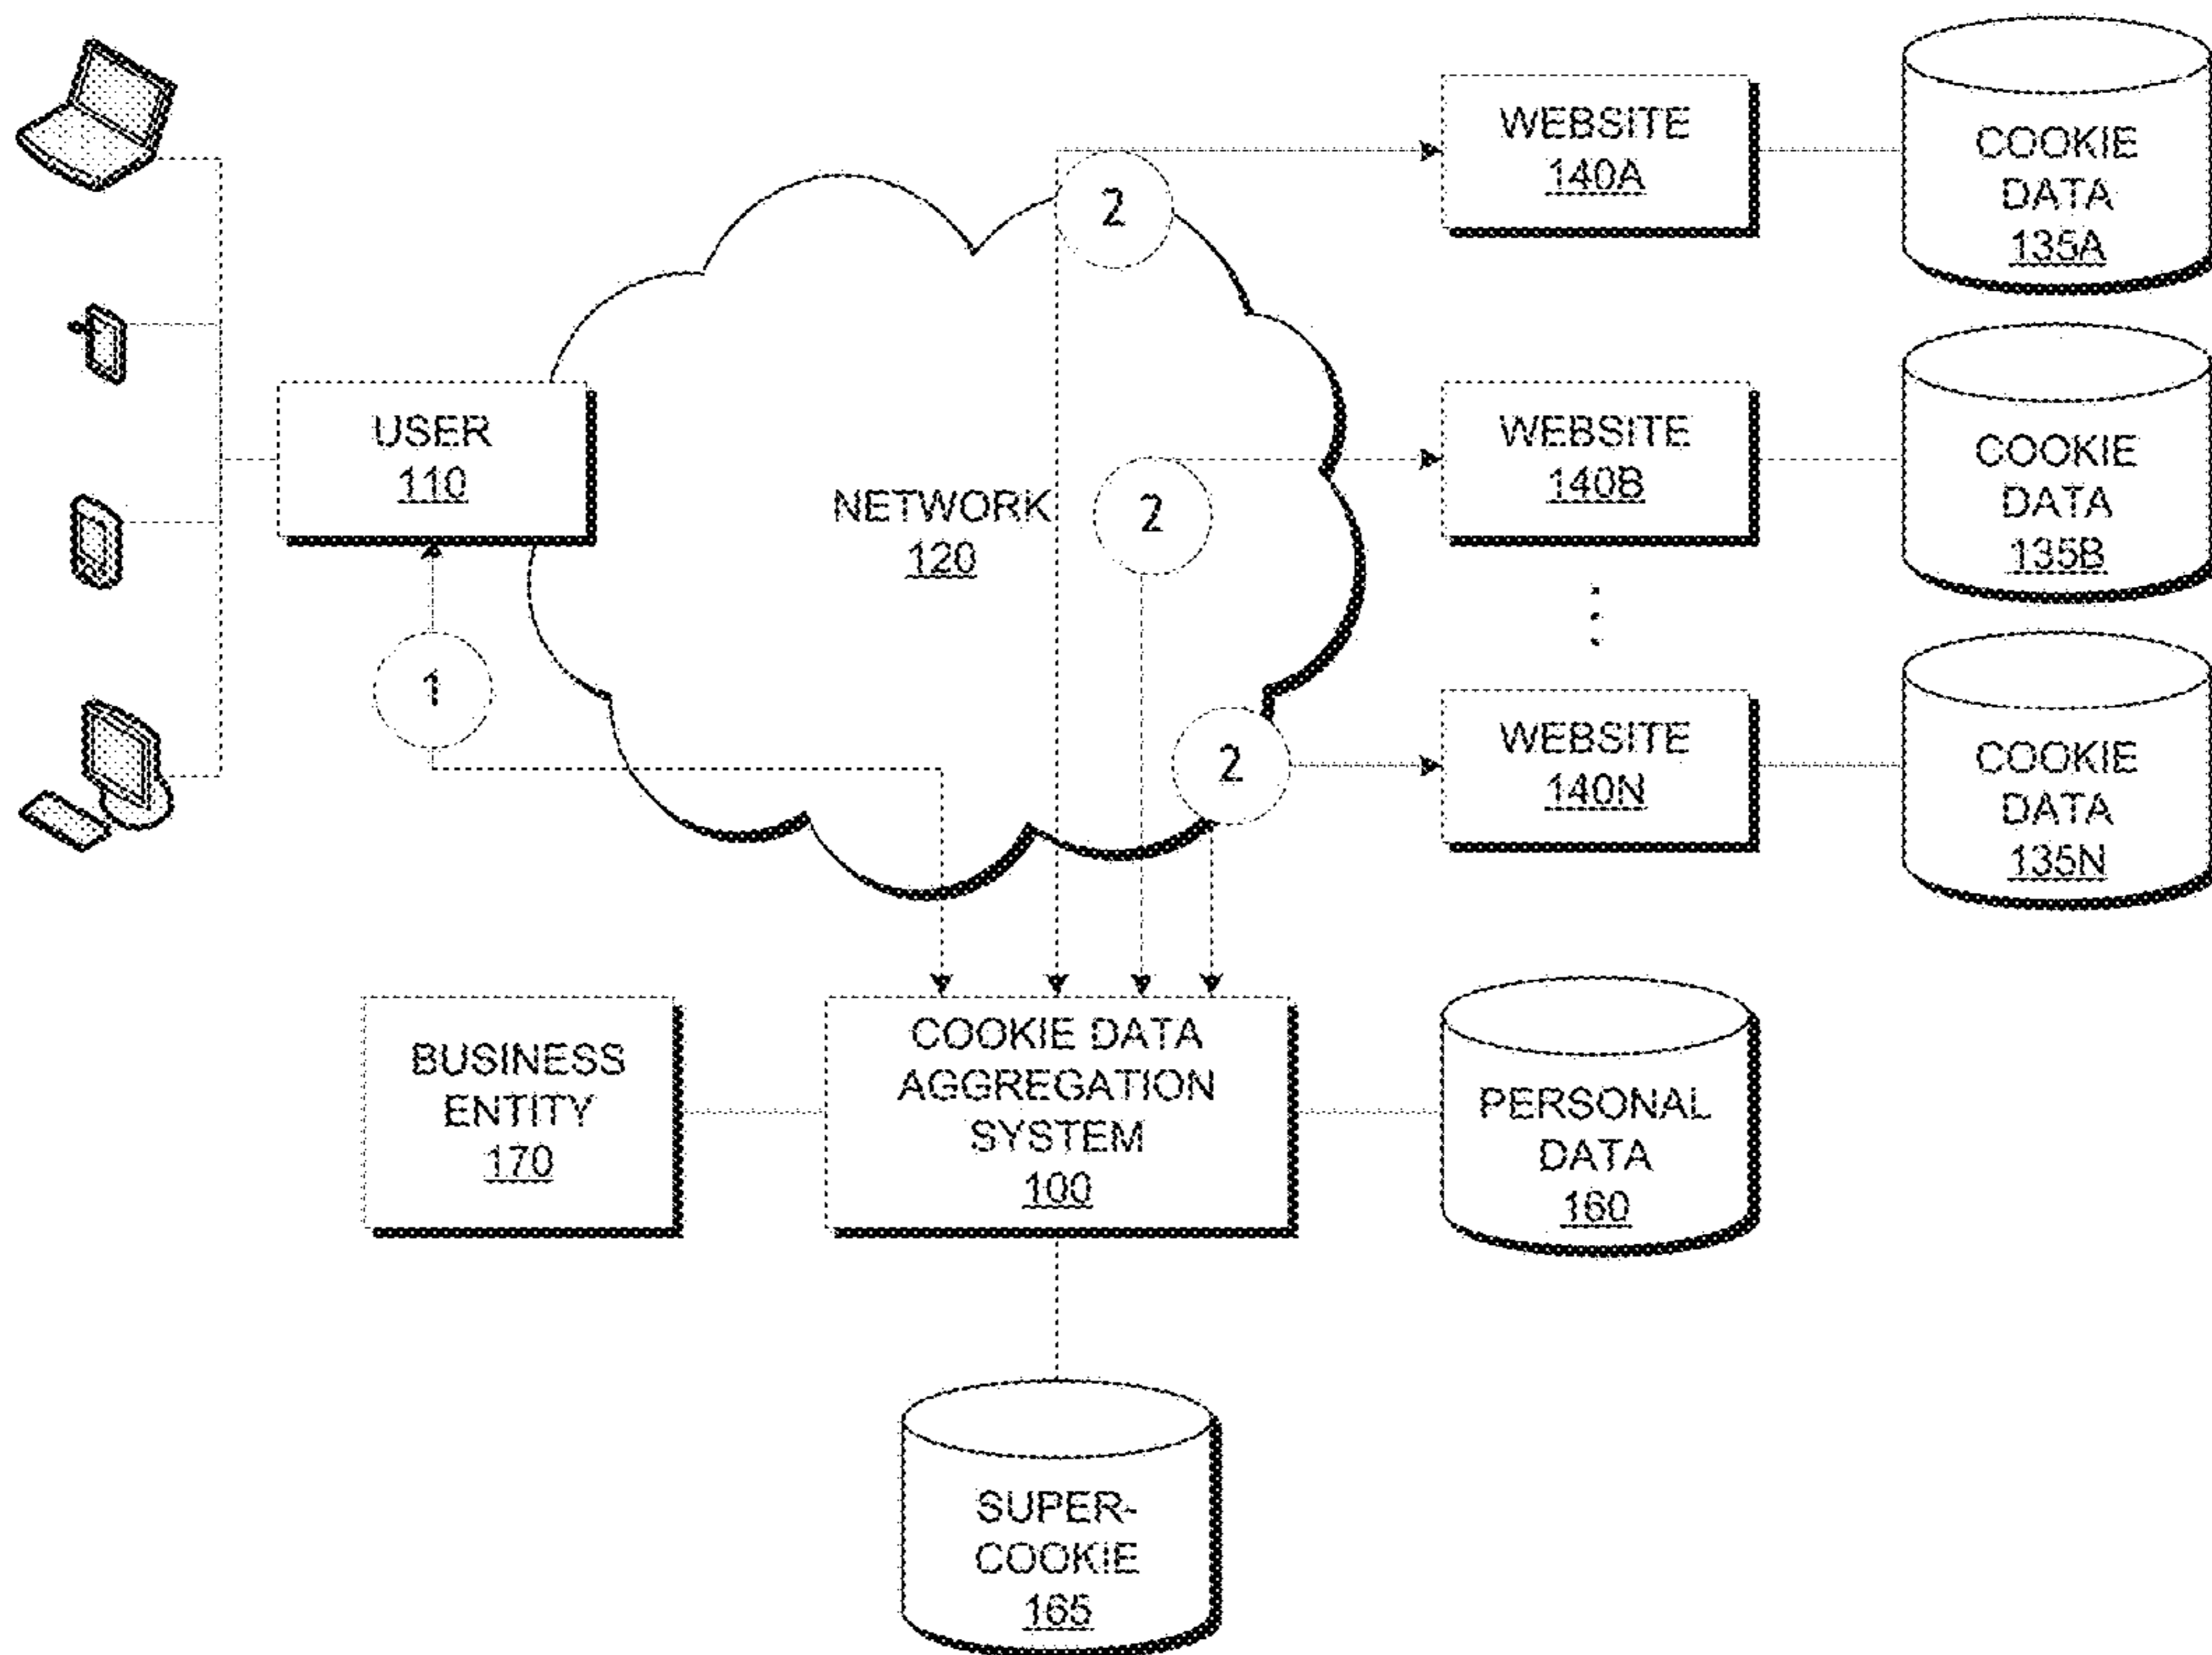 WEBSITE
140A
COOKIE
DATA
135A
2
USER
110
NETWORK
120
2
WEBSITE
140B
COOKIE
DATA
135B
1
2
WEBSITE
140N
COOKIE
DATA
135N
BUSINESS
ENTITY
170
COOKIE DATA
AGGREGATION
SYSTEM
100
PERSONAL
DATA
160
SUPER-
COOKIE
165